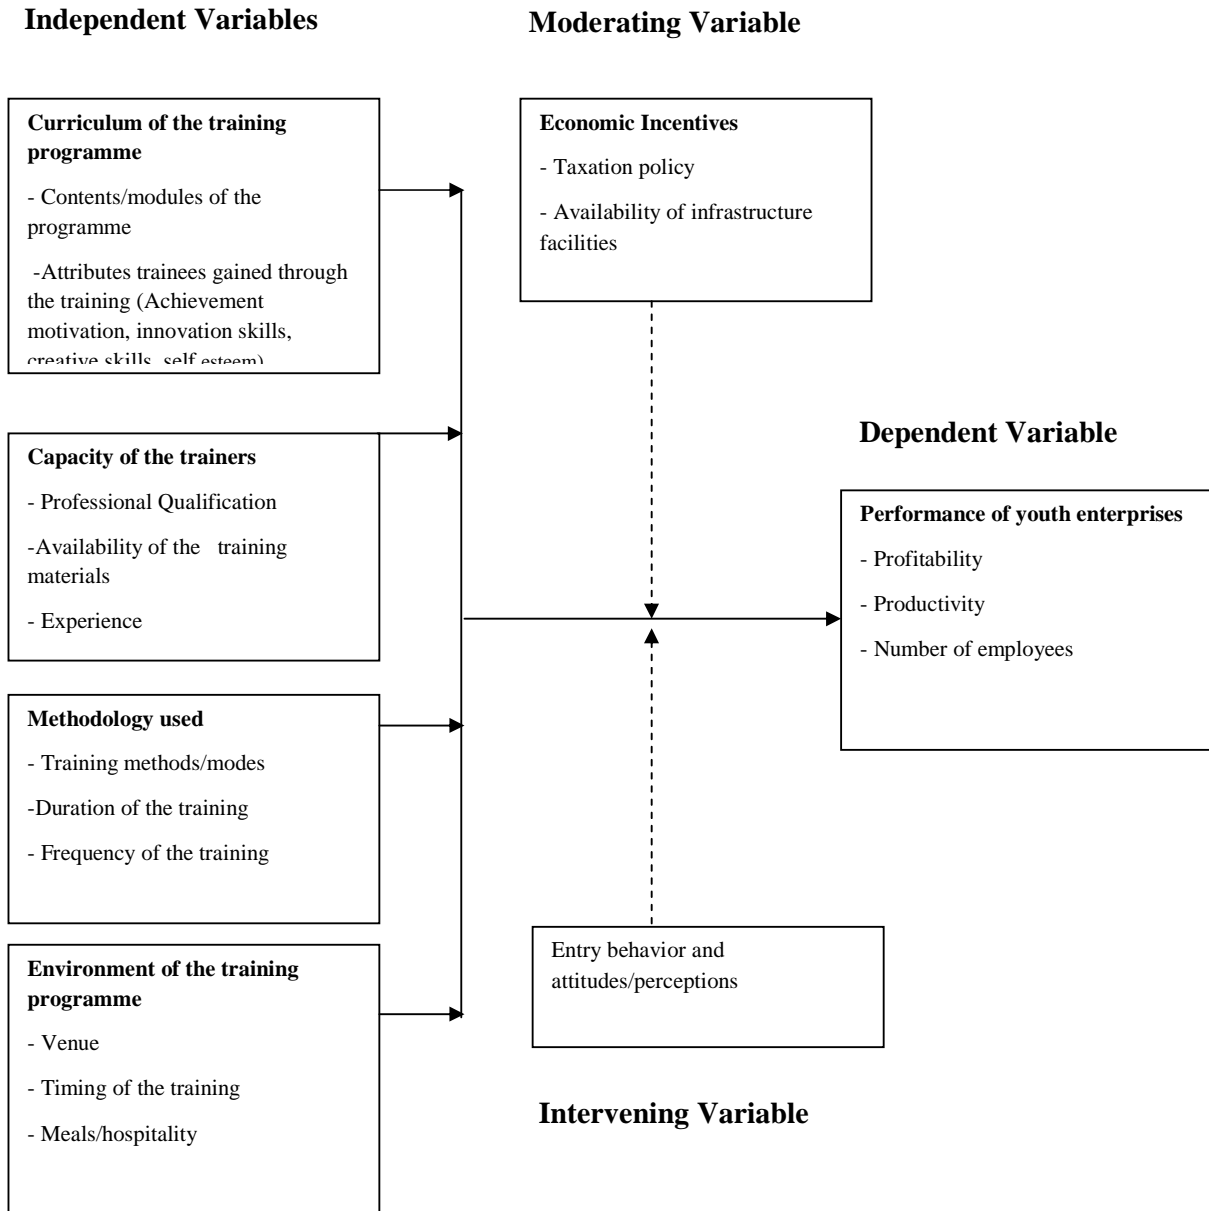 Independent Variables
Moderating Variable
Curriculum of the training
programme
- Contents/modules of the
programme
-Attributes trainees gained through
the training (Achievement
motivation, innovation skills,
creative skills, self esteem)
Economic Incentives
- Taxation policy
- Availability of infrastructure
facilities
Capacity of the trainers
- Professional Qualification
-Availability of the training
materials
- Experience
Dependent Variable
Performance of youth enterprises
- Profitability
- Productivity
- Number of employees
Methodology used
- Training methods/modes
-Duration of the training
- Frequency of the training
Entry behavior and
attitudes/perceptions
Intervening Variable
Environment of the training
programme
- Venue
- Timing of the training
- Meals/hospitality